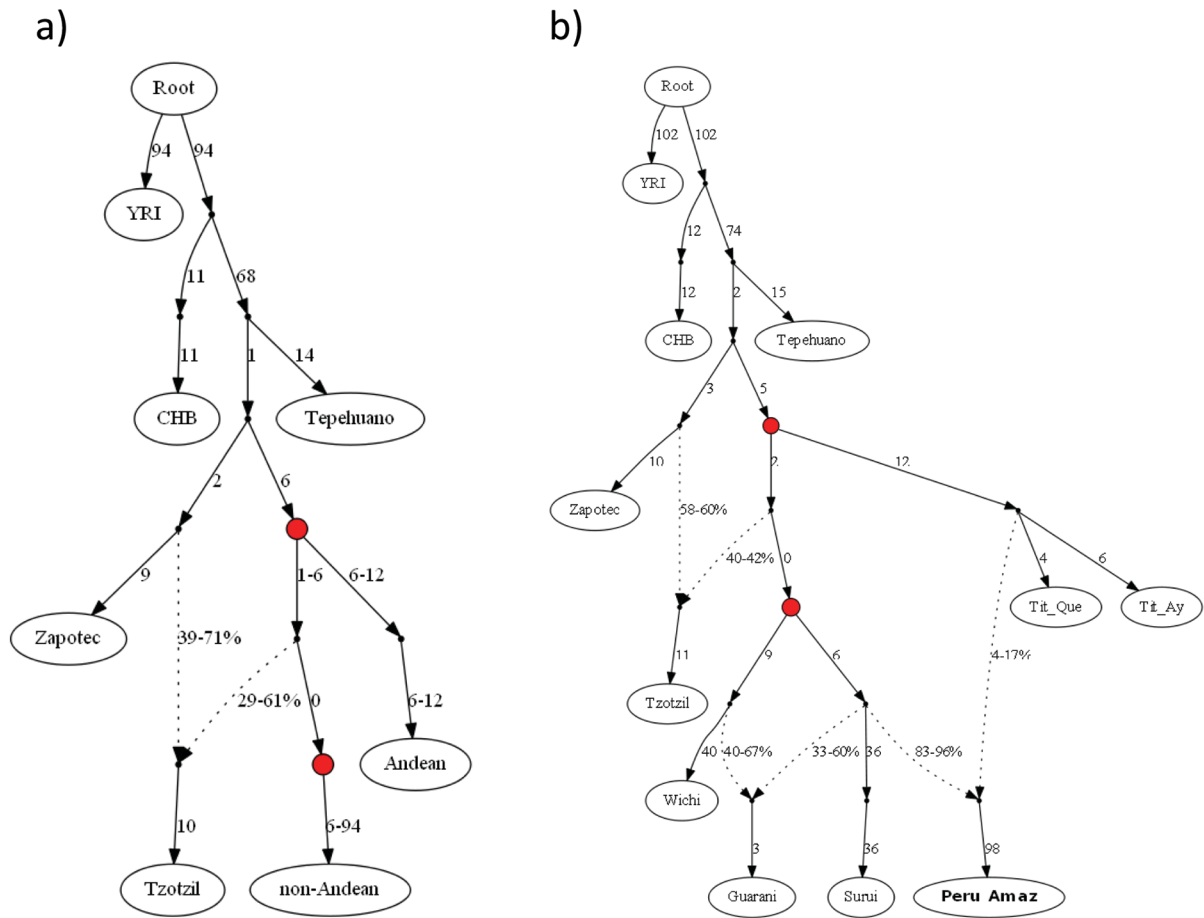 a)
Root
94
94
YRI
11
68
11
1
14
CHB
Tepehuano
2
6
9
1-6
6-12
Zapotec
39-71%
29-61%
0
6-12
Andean
10
6-94
Tzotzil
non-Andean
b)
Root
102
102
YRI
12
74
12
2
15
CHB
Tepehuano
3
5
10
2
12
Zapotec
58-60%
40-42%
0
4
6
Tit_Que
Tit_Ay
11
9
6
4-17%
Tzotzil
40
40-67%
33-60%
36
83-96%
Wichi
3
36
98
Guarani
Surui
Peru Amaz